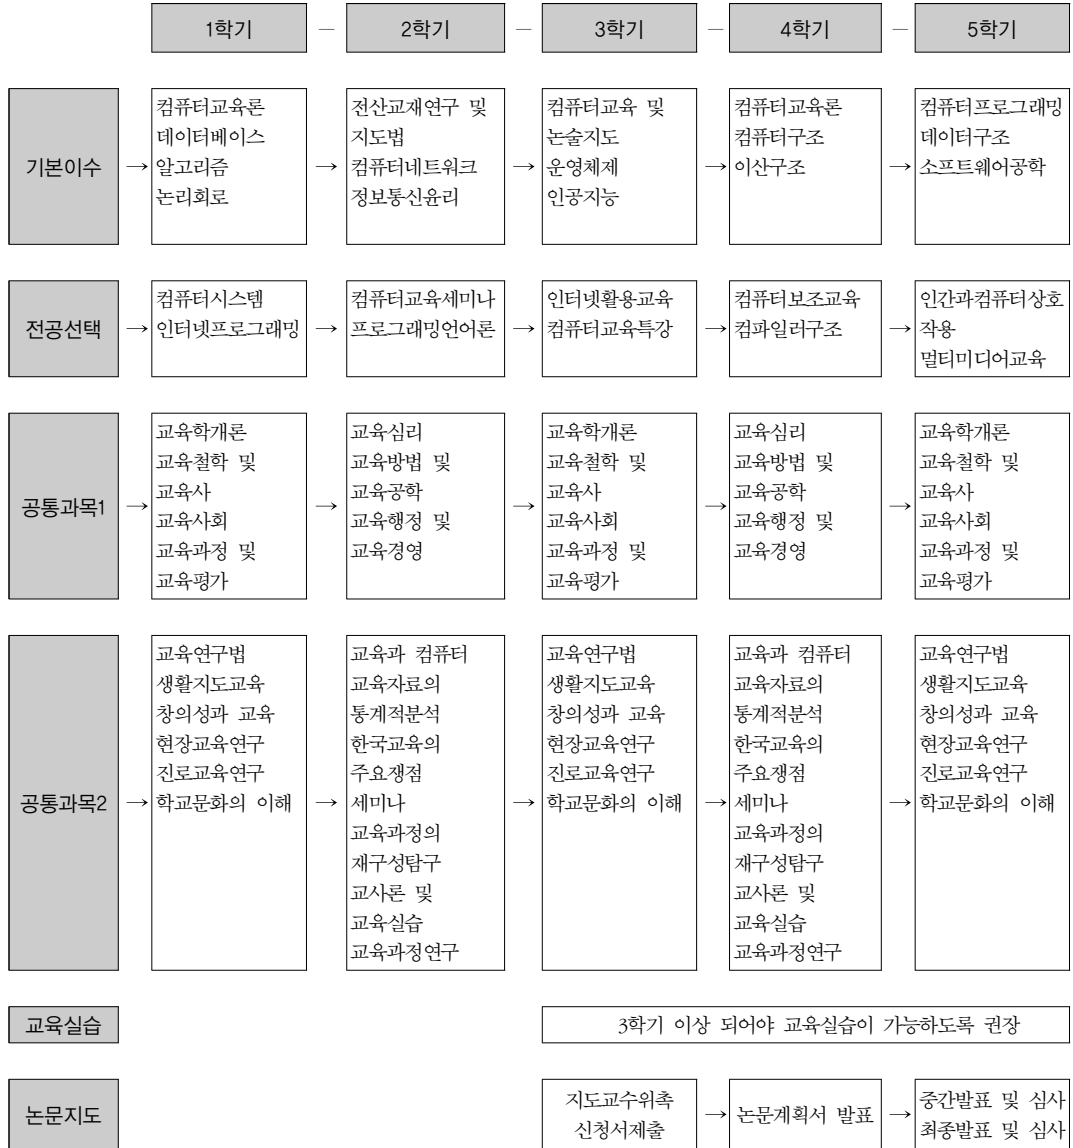 1학기 – 2학기 – 3학기 – 4학기 – 5학기
기본이수
→
컴퓨터교육론
데이터베이스
알고리즘
논리회로
→
전산교재연구 및
지도법
컴퓨터네트워크
정보통신윤리
→
컴퓨터교육 및
논술지도
운영체제
인공지능
→
컴퓨터교육론
컴퓨터구조
이산구조
→
컴퓨터프로그래밍
데이터구조
소프트웨어공학
전공선택
→
컴퓨터시스템
인터넷프로그래밍
→
컴퓨터교육세미나
프로그래밍언어론
→
인터넷활용교육
컴퓨터교육특강
→
컴퓨터보조교육
컴파일러구조
→
인간과컴퓨터상호
작용
멀티미디어교육
공통과목1
→
교육학개론
교육철학 및
교육사
교육사회
교육과정 및
교육평가
→
교육심리
교육방법 및
교육공학
교육행정 및
교육경영
→
교육학개론
교육철학 및
교육사
교육사회
교육과정 및
교육평가
→
교육심리
교육방법 및
교육공학
교육행정 및
교육경영
→
교육학개론
교육철학 및
교육사
교육사회
교육과정 및
교육평가
공통과목2
→
교육연구법
생활지도교육
창의성과 교육
현장교육연구
진로교육연구
학교문화의 이해
→
교육과 컴퓨터
교육자료의
통계적분석
한국교육의
주요쟁점
세미나
교육과정의
재구성탐구
교사론 및
교육실습
교육과정연구
→
교육연구법
생활지도교육
창의성과 교육
현장교육연구
진로교육연구
학교문화의 이해
→
교육과 컴퓨터
교육자료의
통계적분석
한국교육의
주요쟁점
세미나
교육과정의
재구성탐구
교사론 및
교육실습
교육과정연구
→
교육연구법
생활지도교육
창의성과 교육
현장교육연구
진로교육연구
학교문화의 이해
교육실습
3학기 이상 되어야 교육실습이 가능하도록 권장
논문지도
지도교수위촉
신청서제출
→
논문계획서 발표
→
중간발표 및 심사
최종발표 및 심사